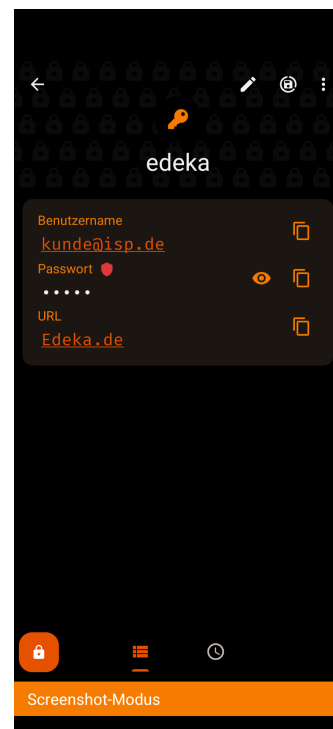 edeka
Benutzername
kunde@isp.de
Passwort
•••••
URL
Edeka.de
Screenshot-Modus